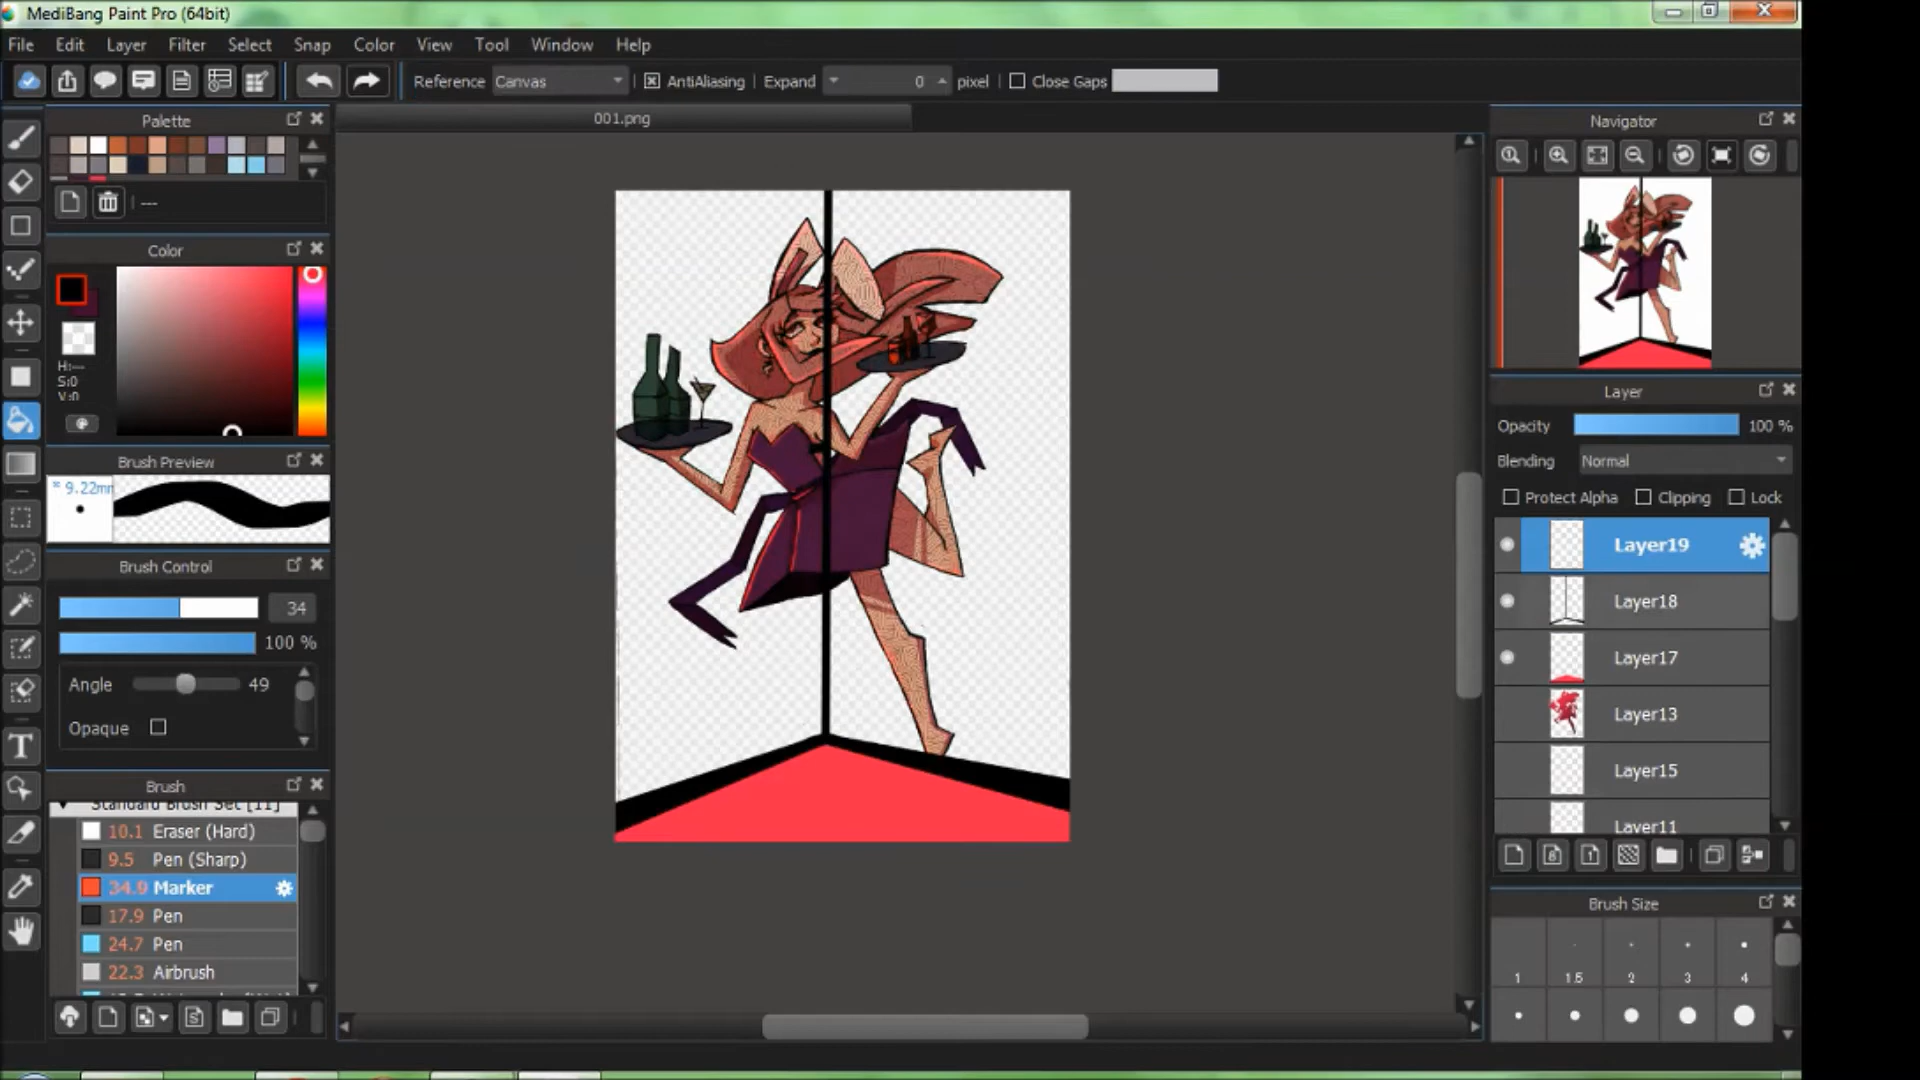 MediBang Paint Pro (64bit)
File Edit Layer Filter Select Snap Color View Tool Window Help
Reference Canvas AntiAliasing Expand 0 pixel Close Gaps
Palette
001.png
Navigator
---
Color
H:---
S:0
V:0
Layer
Opacity 100 %
Blending Normal
Protect Alpha Clipping Lock
Brush Preview
* 9.22mm
Layer19
Layer18
Layer17
Layer13
Layer15
Layer11
Brush Control
34
100 %
Angle 49
Opaque
Brush
Standard Brush Set [11]
10.1 Eraser (Hard)
9.5 Pen (Sharp)
34.9 Marker
17.9 Pen
24.7 Pen
22.3 Airbrush
Brush Size
1 1.5 2 3 4